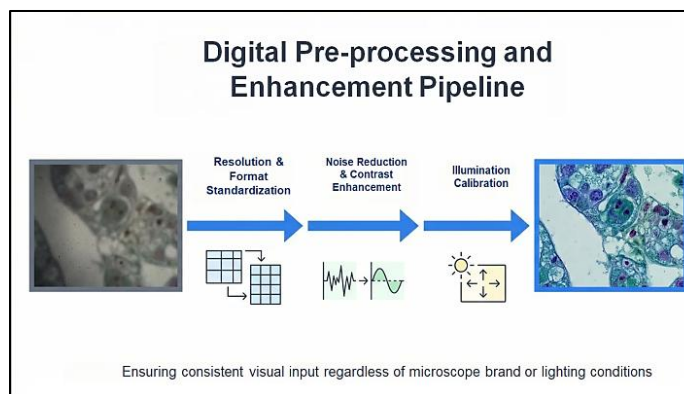 Digital Pre-processing and
Enhancement Pipeline
Resolution &
Format
Standardization
Noise Reduction
& Contrast
Enhancement
Illumination
Calibration
Ensuring consistent visual input regardless of microscope brand or lighting conditions